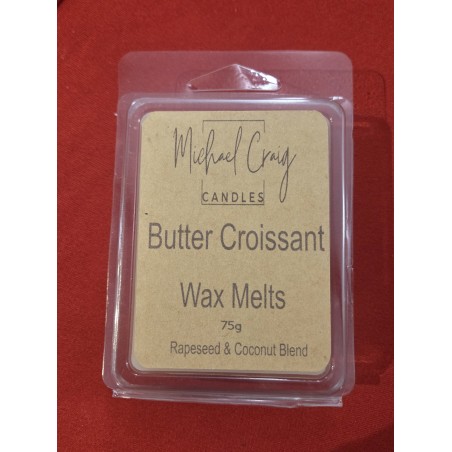 Michael Craig
CANDLES
Butter Croissant
Wax Melts
75g
Rapeseed & Coconut Blend